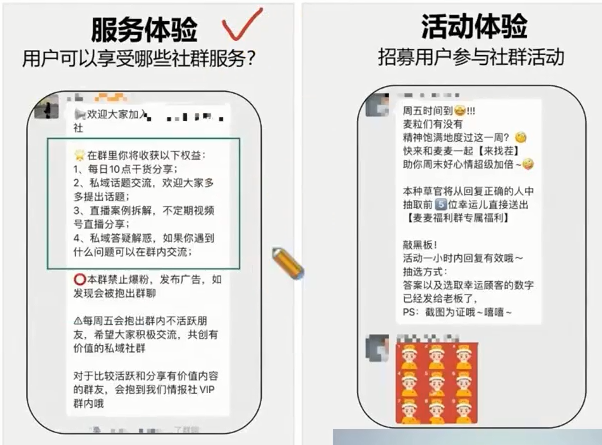 服务体验
用户可以享受哪些社群服务？
欢迎大家加入
社
在群里你将收获以下权益：
1、每日10点干货分享；
2、私域话题交流，欢迎大家多
多提出话题；
3、直播案例拆解，不定期视频
号直播分享；
4、私域答疑解惑，如果你遇到
什么问题可以在群内交流；
本群禁止爆粉，发布广告，如
发现会被抱出群聊
⚠每周五会抱出群内不活跃朋
友，希望大家积极交流，共创有
价值的私域社群
对于比较活跃和分享有价值内容
的群友，会抱到我们情报社VIP
群内哦
活动体验
招募用户参与社群活动
周五时间到!!!
麦粒们有没有
精神饱满地度过这一周？
快来和麦麦一起【来找茬】
助你周末好心情超级加倍~
本种草官将从回复正确的人中
抽取前5位幸运儿直接送出
【麦麦福利群专属福利】
敲黑板！
活动一小时内回复有效哦~
抽选方式：
答案以及选取幸运顾客的数字
已经发给老板了，
PS：截图为证哦~嘻嘻~